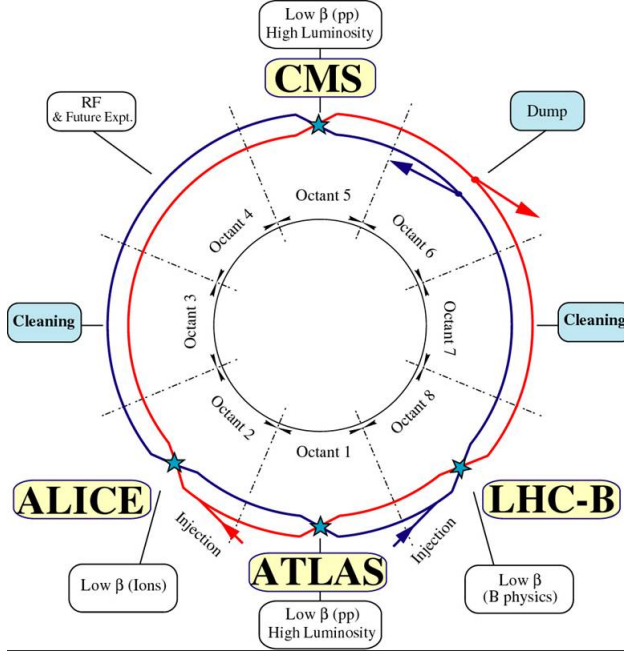 Low β (pp)
High Luminosity
CMS
RF
& Future Expt.
Dump
Octant 5
Octant 4
Octant 6
Cleaning
Octant 3
Octant 7
Cleaning
Octant 2
Octant 8
Octant 1
ALICE
LHC-B
Injection
Injection
ATLAS
Low β (Ions)
Low β
(B physics)
Low β (pp)
High Luminosity